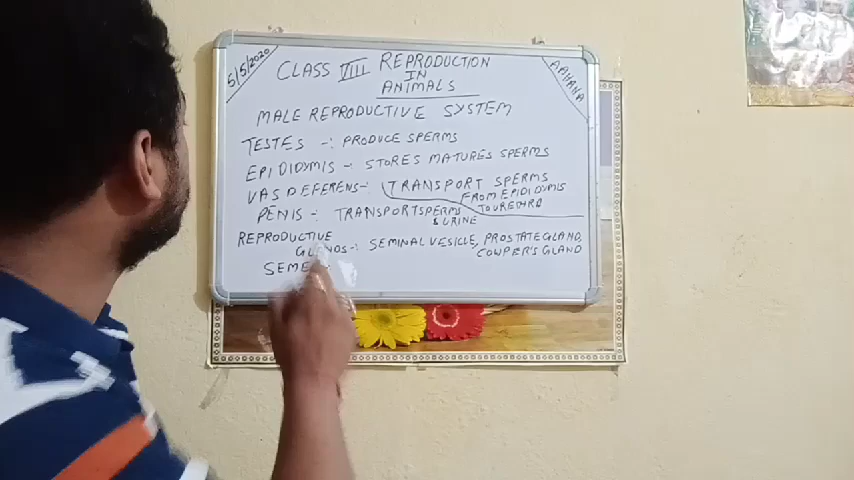 5/5/2020
CLASS VIII REPRODUCTION
IN
ANIMALS
AAHANA
MALE REPRODUCTIVE SYSTEM
TESTES -: PRODUCE SPERMS
EPIDIDYMIS -: STORES MATURES SPERMS
VAS DEFERENS -: TRANSPORT SPERMS
FROM EPIDIDYMIS
TO
PENIS -: TRANSPORT SPERMS
& URINE
REPRODUCTIVE
GLANDS -: SEMINAL VESICLE, PROSTATE GLAND,
COWPER'S GLAND